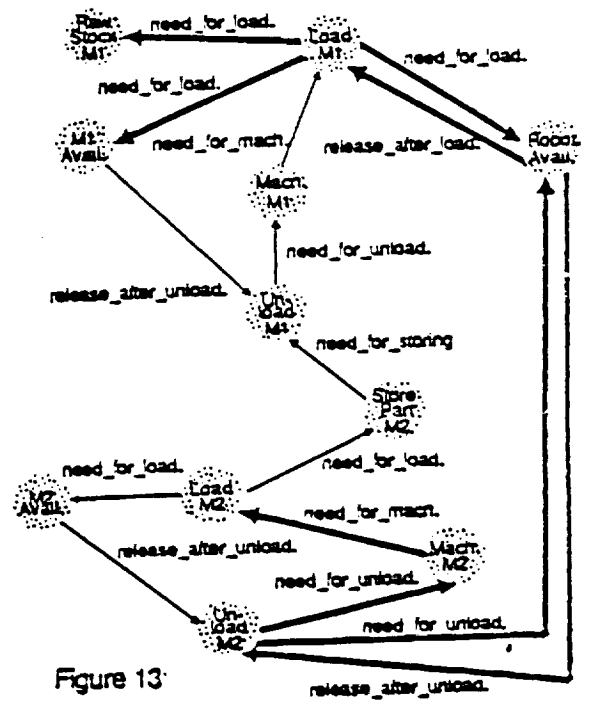 Raw
Stock
M1
need_for_load.
Load
M1
need_for_load.
need_for_load.
M1
Avail.
need_for_mach.
release_after_load.
Robot
Avail.
Mach.
M1
need_for_unload.
release_after_unload.
Un-
load
M1
need_for_storing
Store
Part
M2
need_for_load.
need_for_load.
M2
Avail.
Load
M2
need_for_mach.
release_after_unload.
Mach.
M2
need_for_unload.
Un-
load
M2
need_for_unload.
Figure 13
release_after_unload.